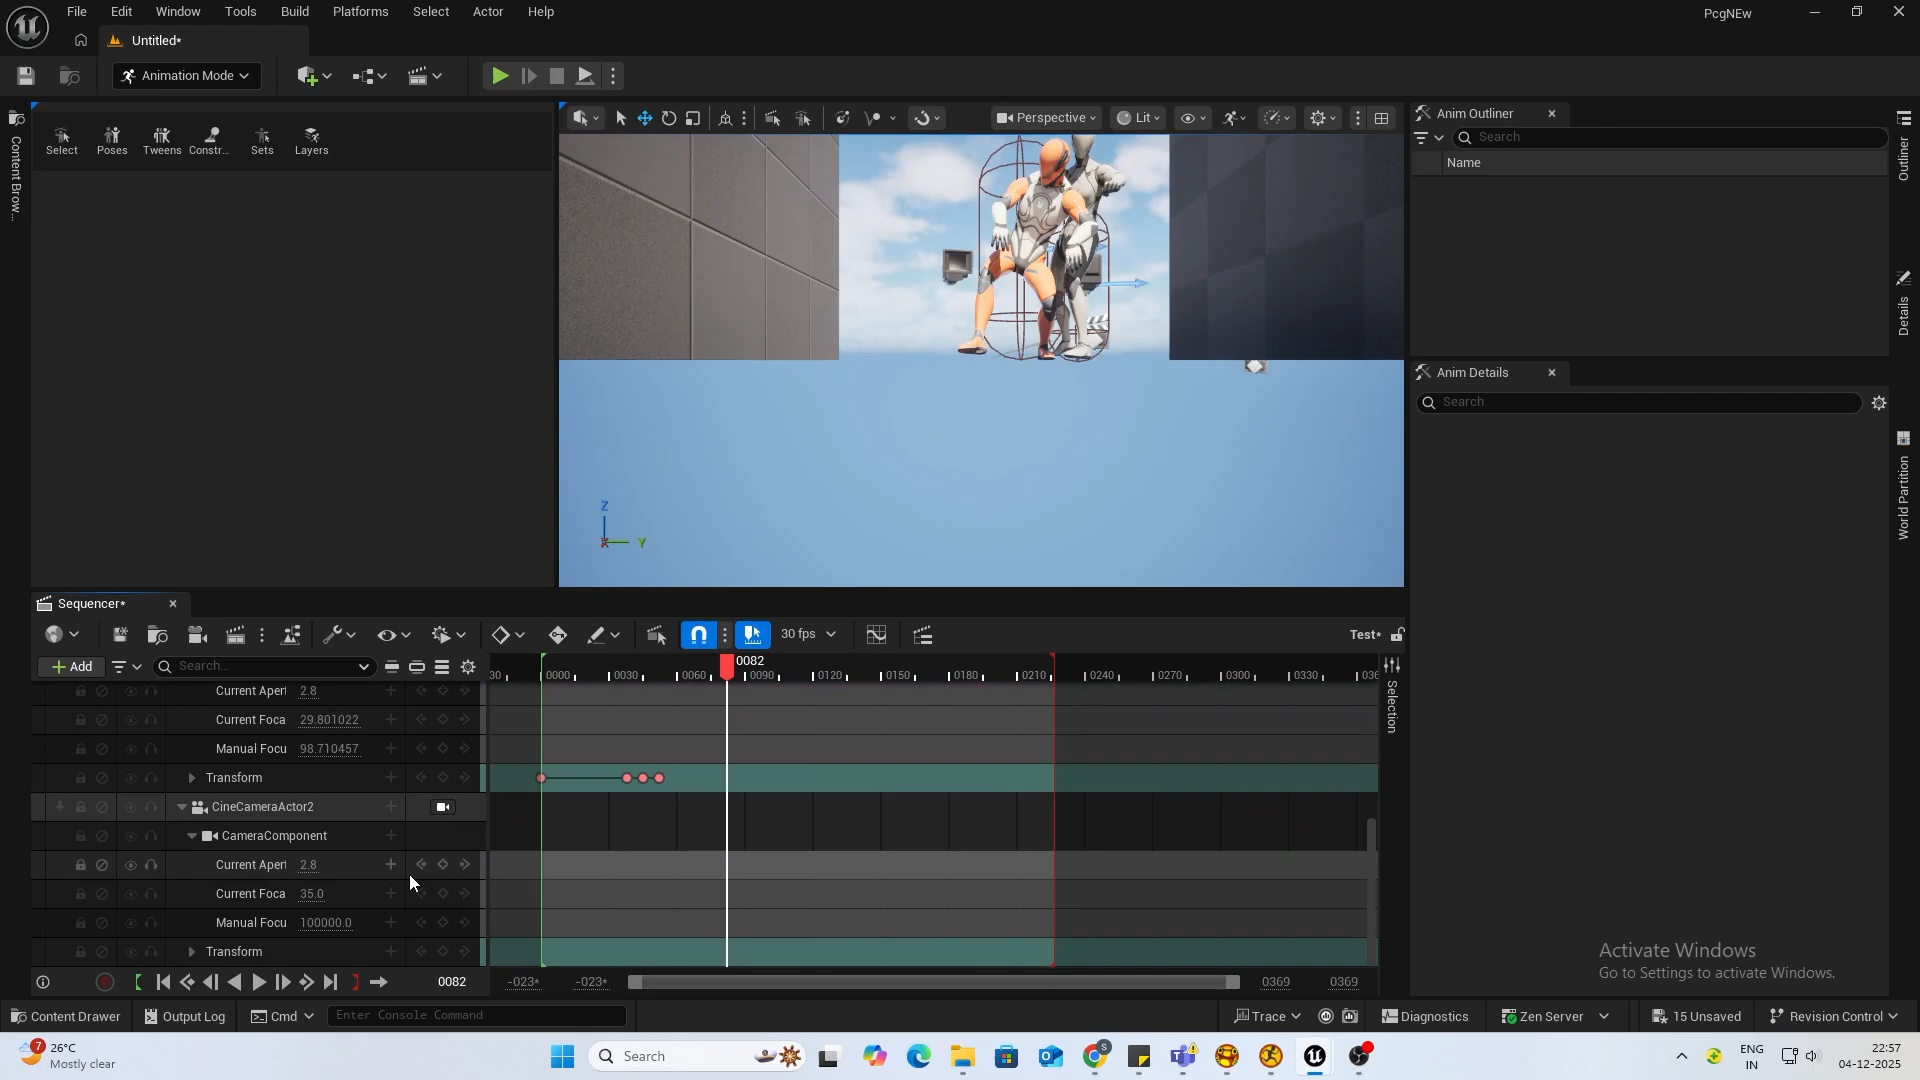 File Edit Window Tools Build Platforms Select Actor Help
PcgNEw
Untitled*
Animation Mode
Content Brow...
Select Poses Tweens Constr... Sets Layers
Perspective Lit
Anim Outliner
Search
Name
Outliner
Details
World Partition
Anim Details
Search
Z
X Y
Sequencer*
30 fps
Test*
Add
Search...
0082
0000 0030 0060 0090 0120 0150 0180 0210 0240 0270 0300 0330
Selection
Current Aper 2.8
Current Foca 29.801022
Manual Focu 98.710457
Transform
CineCameraActor2
CameraComponent
Current Aper 2.8
Current Foca 35.0
Manual Focu 100000.0
Transform
0082 -023* -023* 0369 0369
Activate Windows
Go to Settings to activate Windows.
Content Drawer Output Log Cmd Enter Console Command Trace Diagnostics Zen Server 15 Unsaved Revision Control
7 26°C
Mostly clear
Search
ENG
IN
22:57
04-12-2025